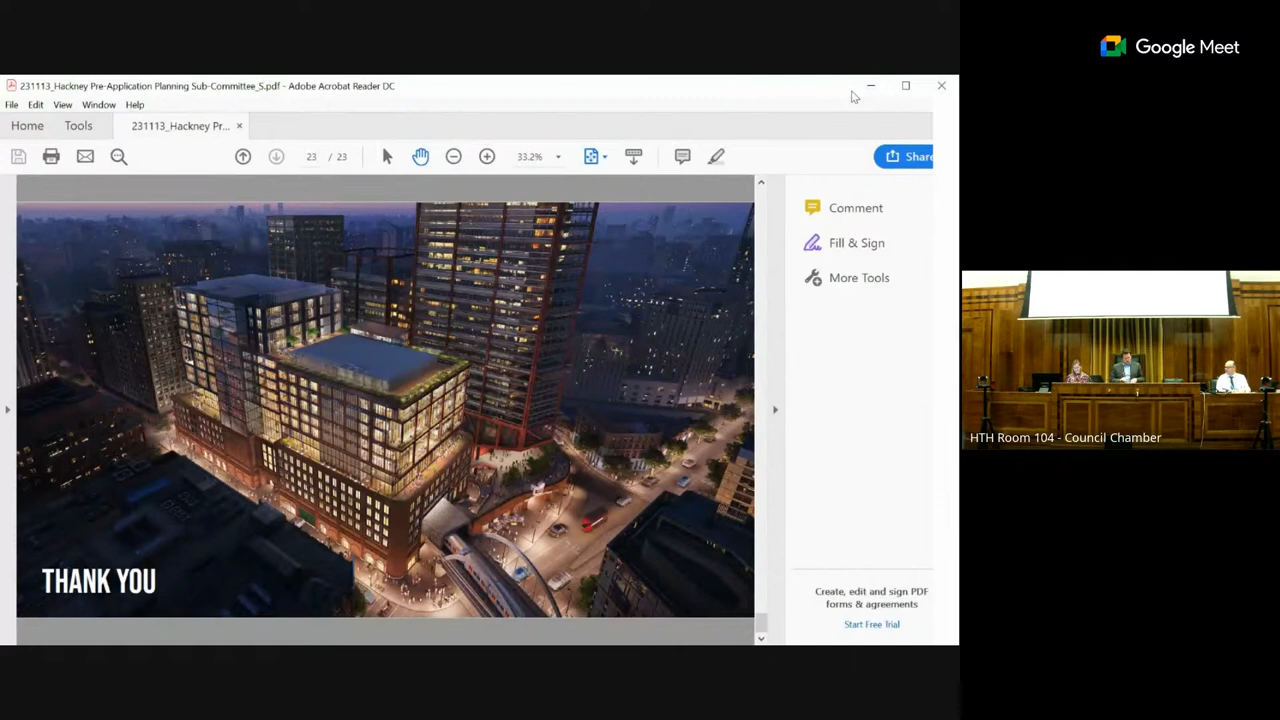 Google Meet
231113_Hackney Pre-Application Planning Sub-Committee_S.pdf - Adobe Acrobat Reader DC
File Edit View Window Help
Home Tools 231113_Hackney Pr... ×
23 / 23 33.2% Share
Comment
Fill & Sign
More Tools
HTH Room 104 - Council Chamber
THANK YOU
Create, edit and sign PDF
forms & agreements
Start Free Trial